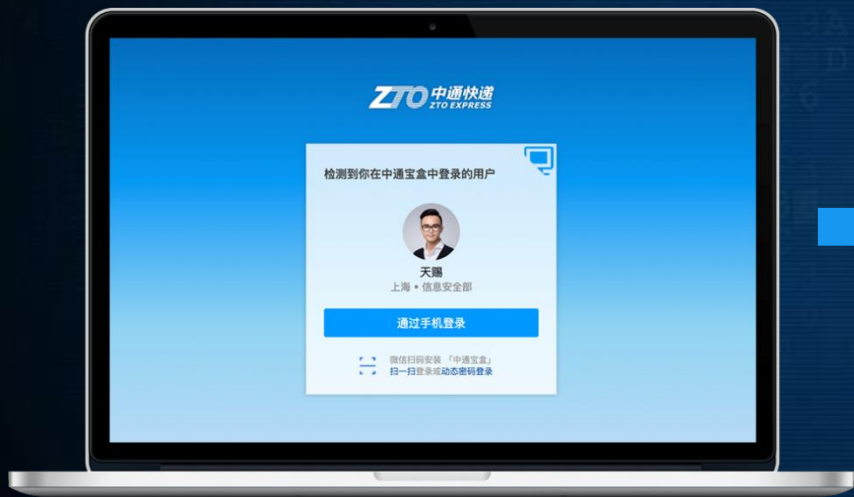 ZTO 中通快递
ZTO EXPRESS
检测到你在中通宝盒中登录的用户
天赐
上海 • 信息安全部
通过手机登录
微信扫码安装 「中通宝盒」
扫一扫登录或动态密码登录